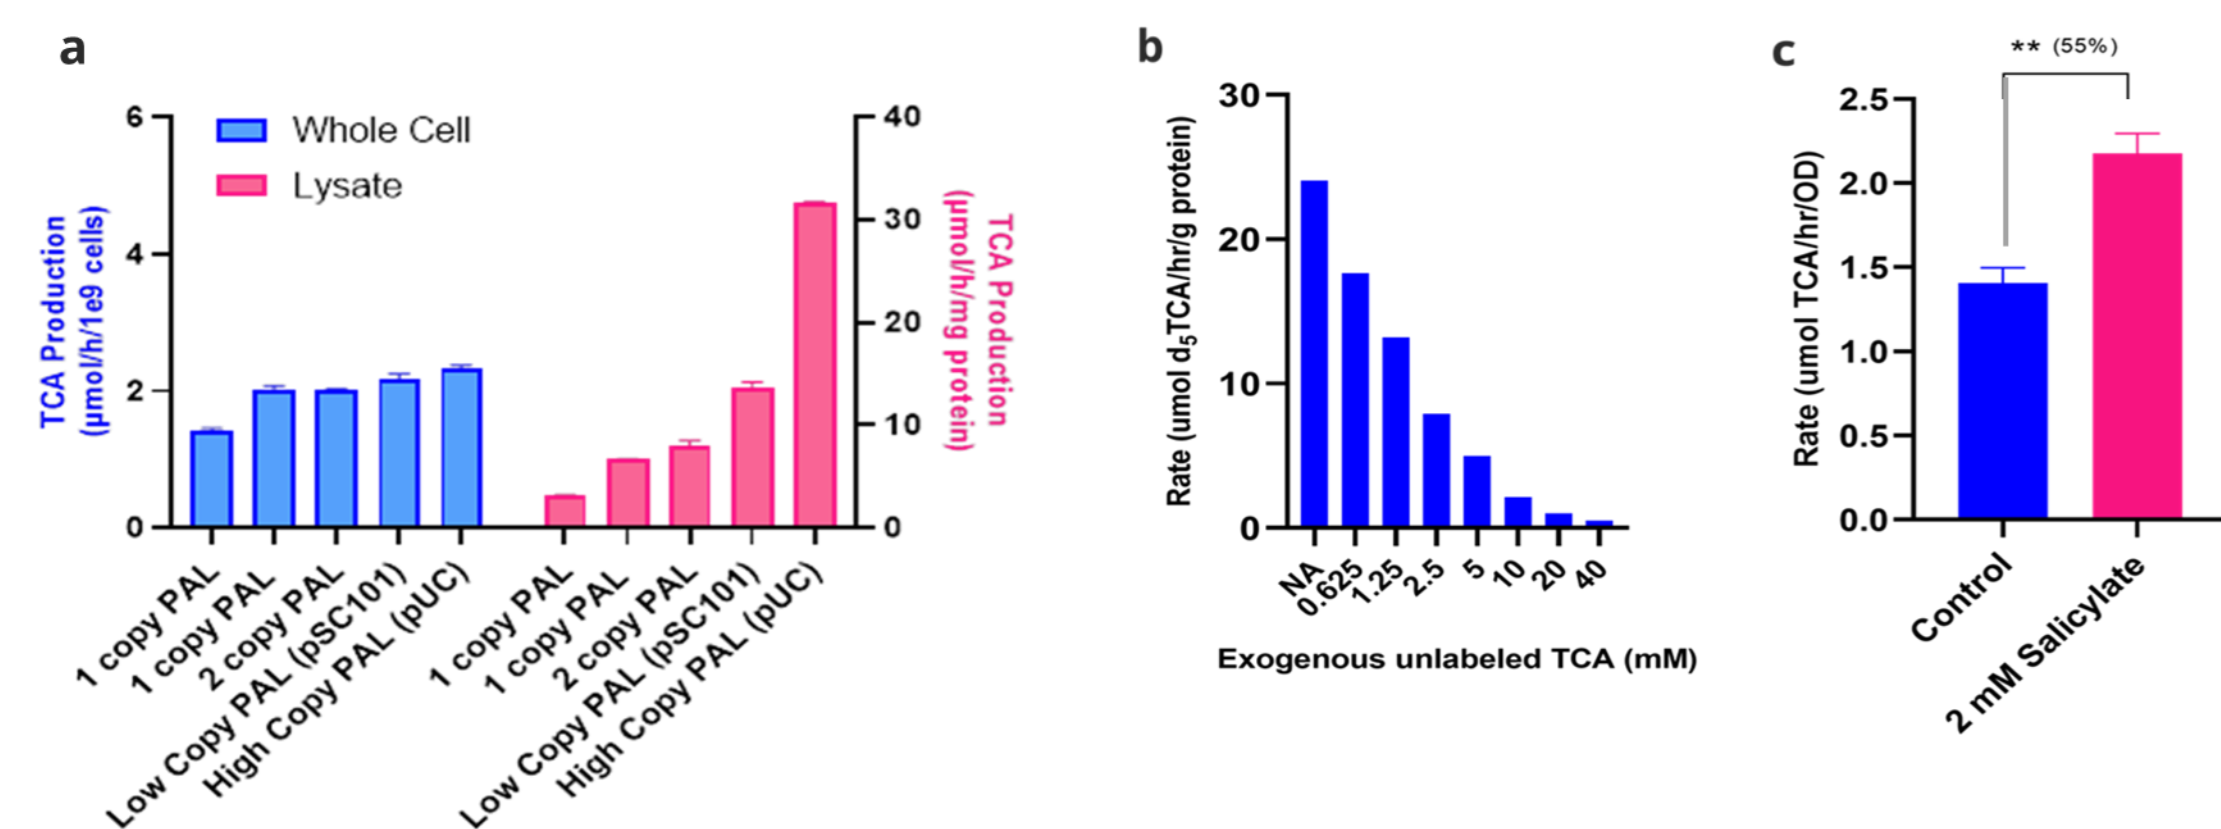 a
6
4
2
0
TCA Production
(µmol/h/1e9 cells)
Whole Cell
Lysate
40
30
20
10
0
TCA Production
(µmol/h/mg protein)
1 copy PAL
1 copy PAL
2 copy PAL
Low Copy PAL (pSC101)
High Copy PAL (pUC)
1 copy PAL
1 copy PAL
2 copy PAL
Low Copy PAL (pSC101)
High Copy PAL (pUC)
b
30
20
10
0
Rate (umol d₅TCA/hr/g protein)
NA
0.625
1.25
2.5
5
10
20
40
Exogenous unlabeled TCA (mM)
c
** (55%)
2.5
2.0
1.5
1.0
0.5
0.0
Rate (umol TCA/hr/OD)
Control
2 mM Salicylate